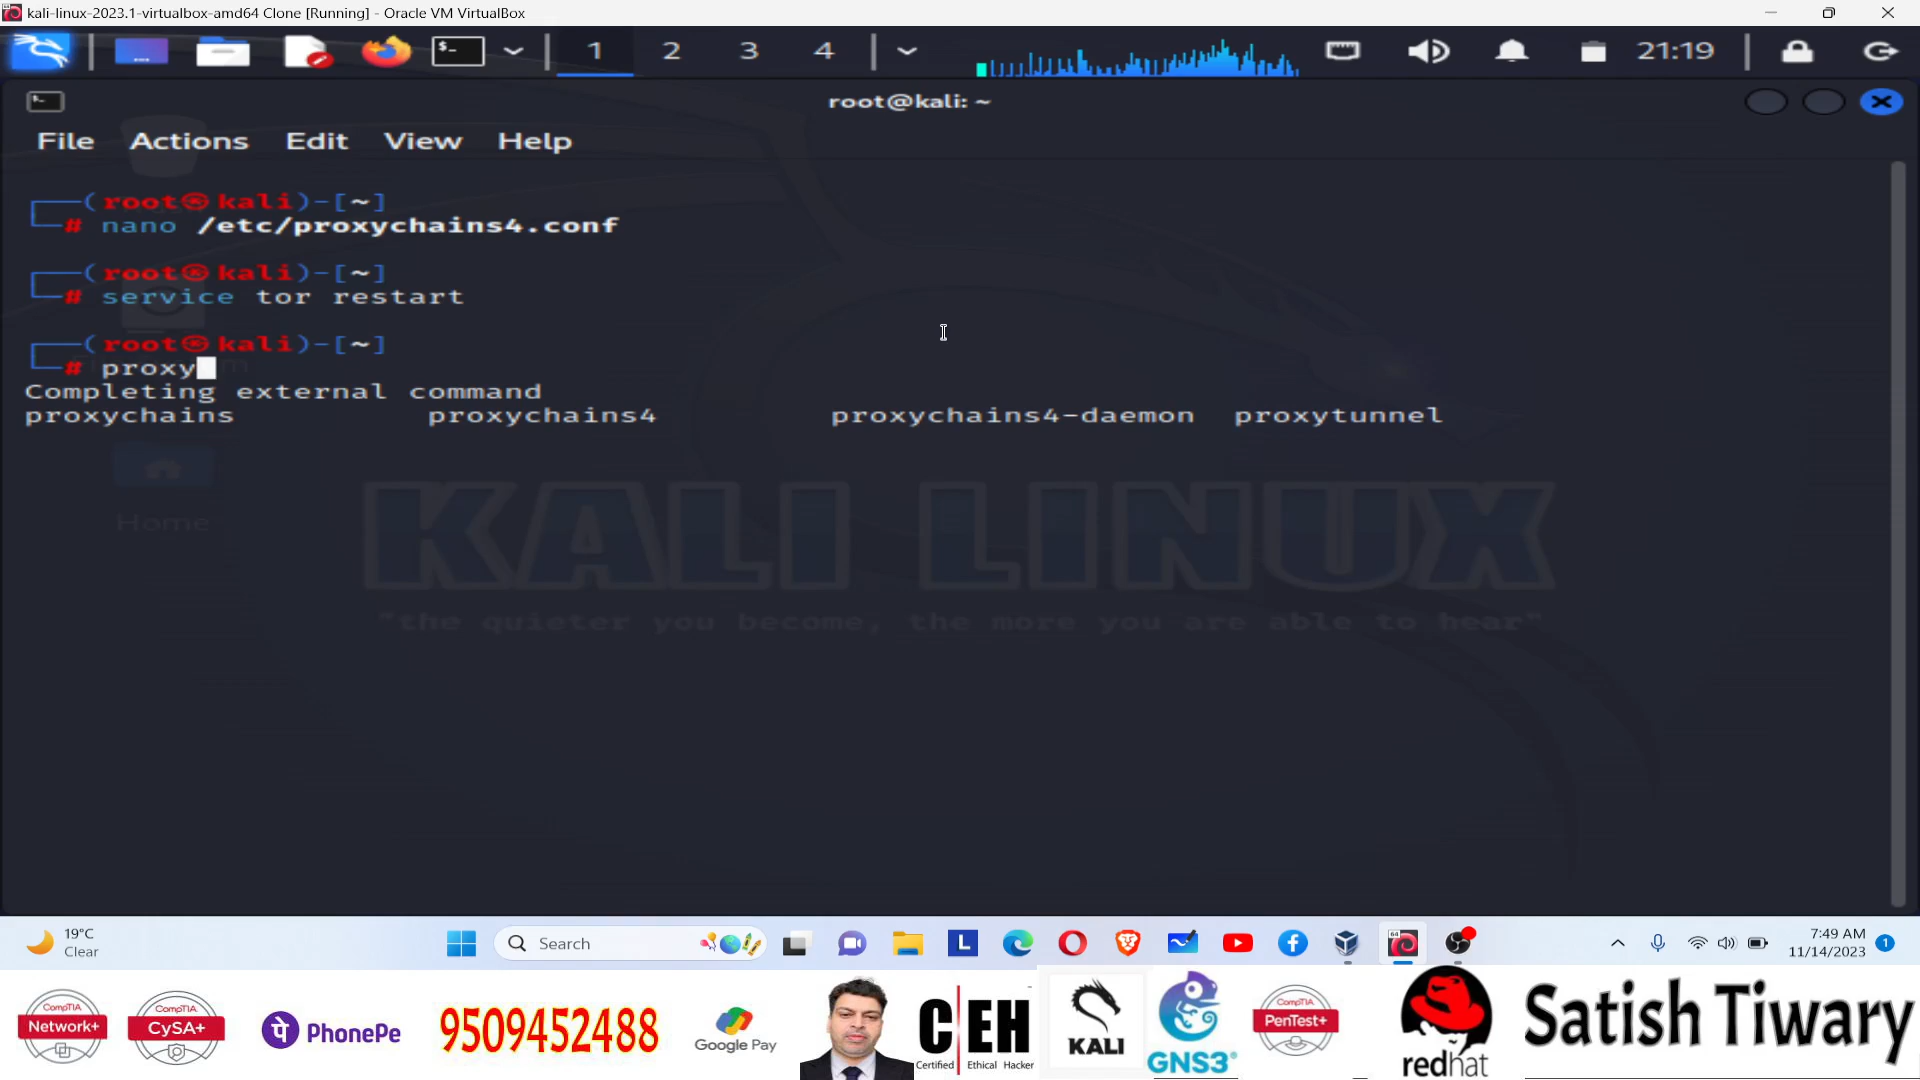 kali-linux-2023.1-virtualbox-amd64 Clone [Running] - Oracle VM VirtualBox
1 2 3 4 21:19
root@kali: ~
File Actions Edit View Help
(root㉿kali)-[~]
# nano /etc/proxychains4.conf
(root㉿kali)-[~]
# service tor restart
(root㉿kali)-[~]
# proxy
Completing external command
proxychains proxychains4 proxychains4-daemon proxytunnel
Home
KALI LINUX
"the quieter you become, the more you are able to hear"
19°C
Clear
Search
L
64
7:49 AM
11/14/2023
1
CompTIA
Network+
CompTIA
CySA+
PhonePe
9509452488
Google Pay
CEH
Certified Ethical Hacker
KALI
GNS3
CompTIA
PenTest+
redhat
Satish Tiwary